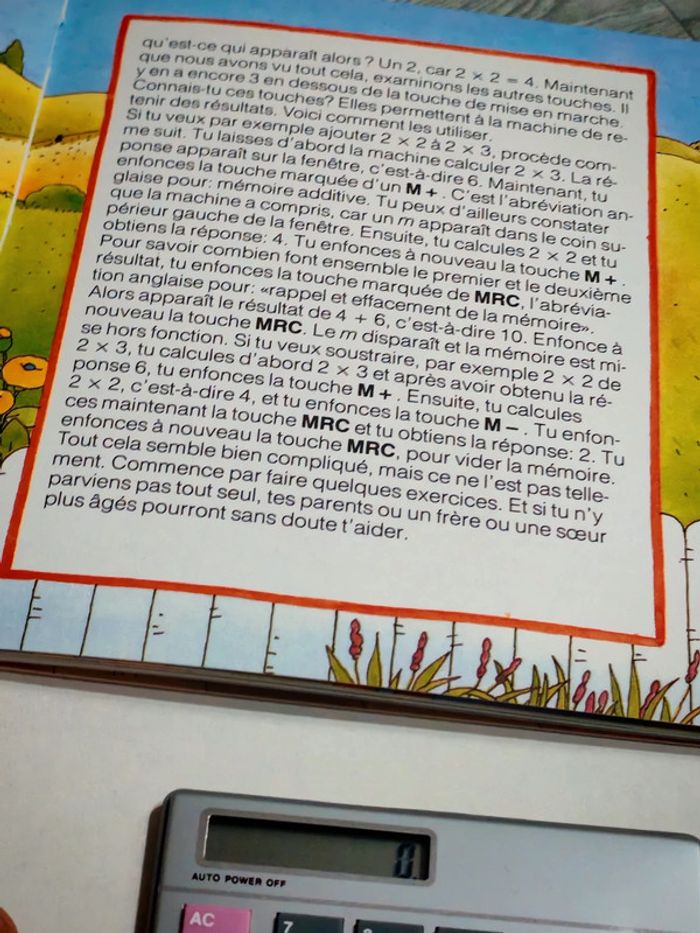 qu'est-ce qui apparaît alors ? Un 2, car 2 × 2 = 4. Maintenant
que nous avons vu tout cela, examinons les autres touches. Il
y en a encore 3 en dessous de la touche de mise en marche.
Connais-tu ces touches? Elles permettent à la machine de re-
tenir des résultats. Voici comment les utiliser.
Si tu veux par exemple ajouter 2 × 2 à 2 × 3, procède com-
me suit. Tu laisses d'abord la machine calculer 2 × 3. La ré-
ponse apparaît sur la fenêtre, c'est-à-dire 6. Maintenant, tu
enfonces la touche marquée d'un M + . C'est l'abréviation an-
glaise pour: mémoire additive. Tu peux d'ailleurs constater
que la machine a compris, car un m apparaît dans le coin su-
périeur gauche de la fenêtre. Ensuite, tu calcules 2 × 2 et tu
obtiens la réponse: 4. Tu enfonces à nouveau la touche M + .
Pour savoir combien font ensemble le premier et le deuxième
résultat, tu enfonces la touche marquée de MRC, l'abrévia-
tion anglaise pour: «rappel et effacement de la mémoire».
Alors apparaît le résultat de 4 + 6, c'est-à-dire 10. Enfonce à
nouveau la touche MRC. Le m disparaît et la mémoire est mi-
se hors fonction. Si tu veux soustraire, par exemple 2 × 2 de
2 × 3, tu calcules d'abord 2 × 3 et après avoir obtenu la ré-
ponse 6, tu enfonces la touche M + . Ensuite, tu calcules
2 × 2, c'est-à-dire 4, et tu enfonces la touche M − . Tu enfon-
ces maintenant la touche MRC et tu obtiens la réponse: 2. Tu
enfonces à nouveau la touche MRC, pour vider la mémoire.
Tout cela semble bien compliqué, mais ce ne l'est pas telle-
ment. Commence par faire quelques exercices. Et si tu n'y
parviens pas tout seul, tes parents ou un frère ou une sœur
plus âgés pourront sans doute t'aider.
0.
AUTO POWER OFF
AC
7